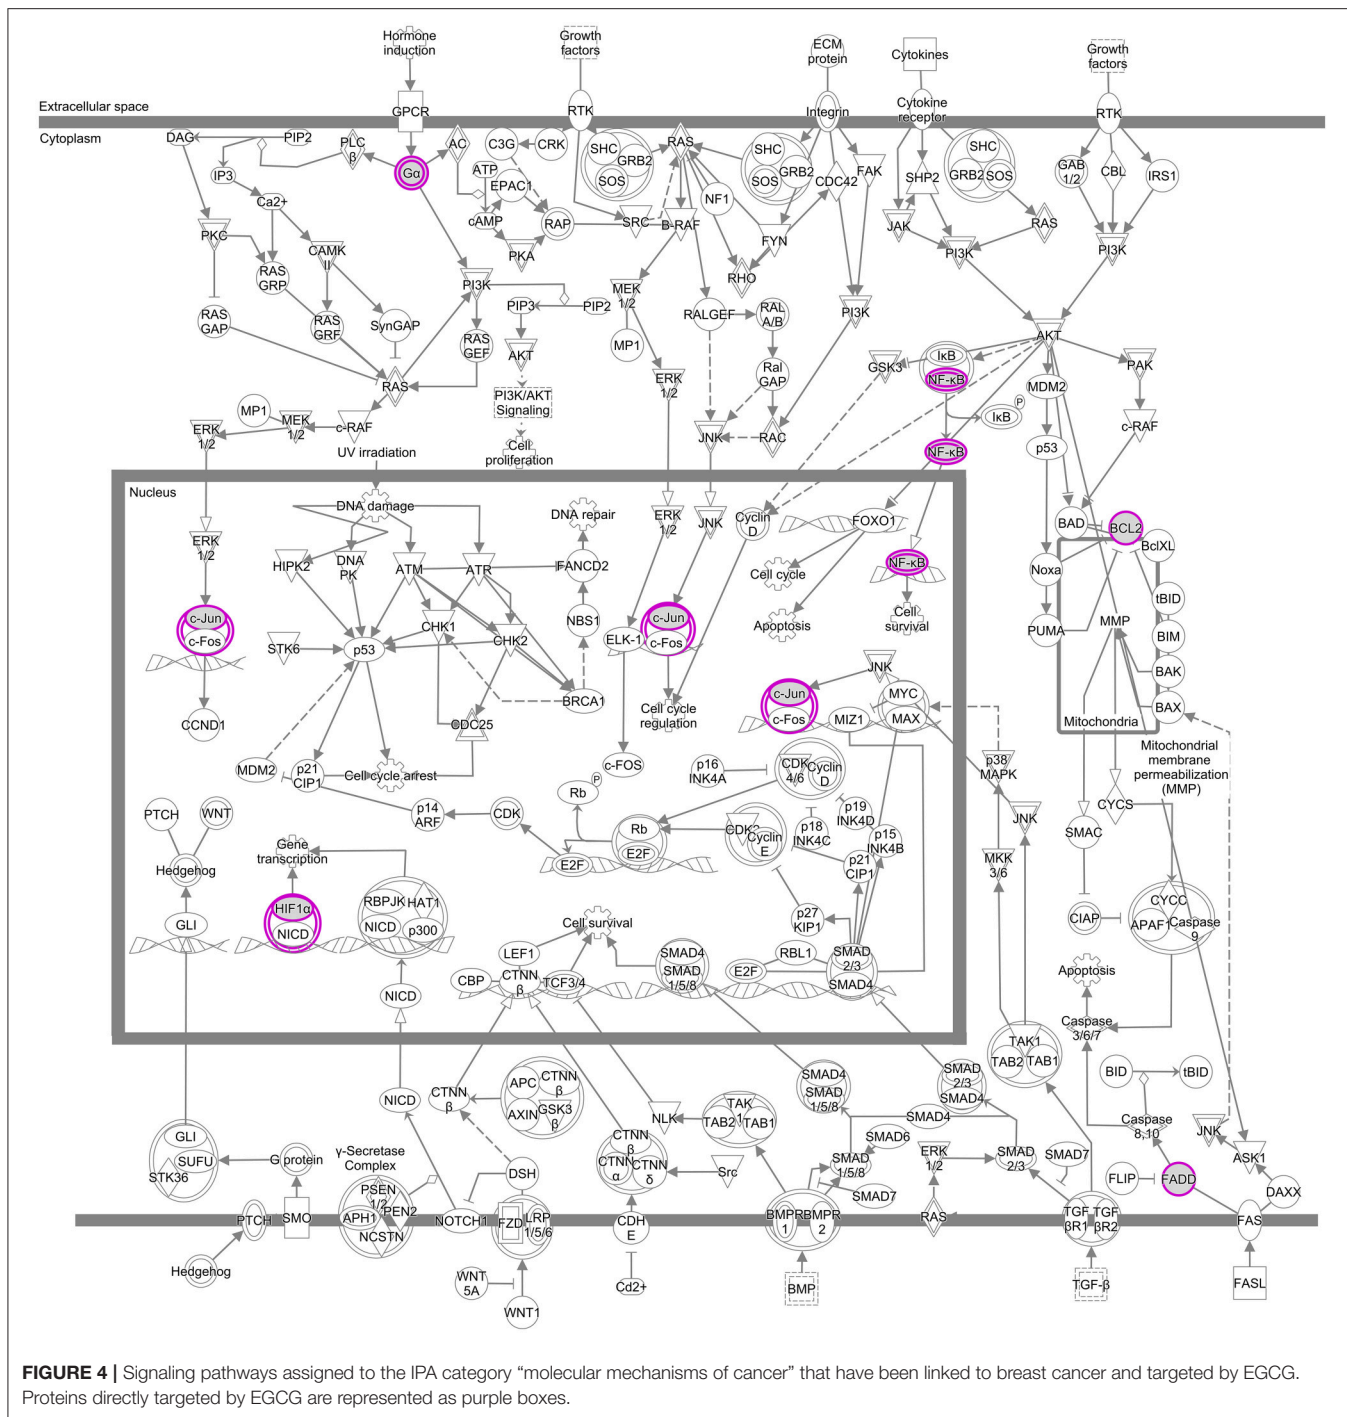 Hormone
induction
Growth
factors
ECM
protein
Cytokines
Growth
factors
Extracellular space
Cytoplasm
GPCR
RTK
Integrin
Cytokine
receptor
RTK
DAG
PIP2
PLC
β
AC
C3G
CRK
SHC
GRB2
SOS
RAS
SHC
GRB2
SOS
CDC42
FAK
SHP2
SHC
GRB2
SOS
GAB
1/2
CBL
IRS1
IP3
Gα
ATP
EPAC1
cAMP
RAP
SRC
B-RAF
NF1
FYN
JAK
RAS
Ca2+
PKC
CAMK
II
PKA
RHO
PI3K
PI3K
RAS
GRP
PI3K
PIP3
PIP2
MEK
1/2
RAS
GAP
RAS
GRF
SynGAP
RAS
GEF
AKT
MP1
RALGEF
RAL
A/B
PI3K
AKT
GSK3
IκB
NF-κB
MDM2
PAK
RAS
PI3K/AKT
Signaling
ERK
1/2
Ral
GAP
IκB
P
c-RAF
MP1
MEK
1/2
c-RAF
ERK
1/2
Cell
proliferation
JNK
RAC
NF-κB
p53
UV irradiation
Nucleus
DNA damage
DNA repair
ERK
1/2
JNK
Cyclin
D
FOXO1
BAD
BCL2
BclXL
ERK
1/2
HIPK2
DNA
PK
ATM
ATR
FANCD2
Cell cycle
NF-κB
Noxa
tBID
c-Jun
c-Fos
CHK1
NBS1
ELK-1
c-Jun
c-Fos
Apoptosis
Cell
survival
PUMA
MMP
BIM
STK6
p53
CHK2
JNK
BAK
CCND1
BRCA1
CDC25
Cell cycle
regulation
c-Jun
c-Fos
MIZ1
MYC
MAX
BAX
Mitochondria
MDM2
p21
CIP1
Cell cycle arrest
c-FOS
p16
INK4A
CDK
4/6
Cyclin
D
p38
MAPK
Mitochondrial
membrane
permeabilization
(MMP)
PTCH
WNT
p14
ARF
CDK
Rb
P
p19
INK4D
JNK
CYCS
SMAC
Gene
transcription
Rb
E2F
Cyclin
E
p18
INK4C
p15
INK4B
Hedgehog
E2F
p21
CIP1
MKK
3/6
HIF1α
NICD
RBPJK
HAT1
NICD
p300
GLI
Cell survival
p27
KIP1
CIAP
CYCC
APAF1
Caspase
9
LEF1
CBP
CTNN
β
TCF3/4
SMAD4
SMAD
1/5/8
E2F
RBL1
SMAD
2/3
SMAD4
Apoptosis
NICD
Caspase
3/6/7
TAK1
TAB2
TAB1
NICD
CTNN
β
APC
CTNN
β
AXIN
GSK3
β
NLK
TAK
1
TAB2
TAB1
SMAD4
SMAD
1/5/8
SMAD
2/3
SMAD4
SMAD4
BID
tBID
Caspase
8,10
JNK
GLI
SUFU
STK36
G protein
γ-Secretase
Complex
PSEN
1/2
PEN2
APH1
NCSTN
DSH
CTNN
β
CTNN
α
CTNN
δ
Src
SMAD6
SMAD
1/5/8
SMAD7
ERK
1/2
SMAD
2/3
SMAD7
FLIP
FADD
ASK1
DAXX
PTCH
SMO
NOTCH1
FZD
LRP
1/5/6
CDH
E
BMPR
1
BMPR
2
RAS
TGF
βR1
TGF
βR2
FAS
Hedgehog
WNT
5A
WNT1
Cd2+
BMP
TGF-β
FASL
FIGURE 4 | Signaling pathways assigned to the IPA category “molecular mechanisms of cancer” that have been linked to breast cancer and targeted by EGCG.
Proteins directly targeted by EGCG are represented as purple boxes.